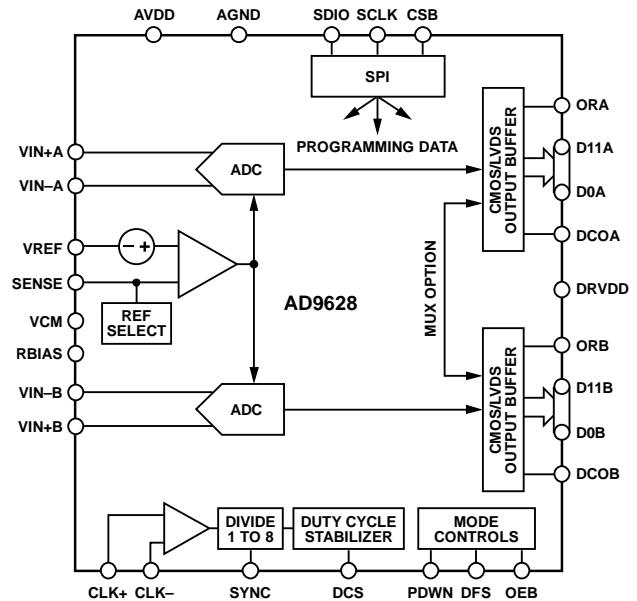 AVDD AGND SDIO SCLK CSB
SPI
PROGRAMMING DATA
ORA
D11A
D0A
DCOA
CMOS/LVDS
OUTPUT BUFFER
VIN+A
VIN–A
ADC
VREF
– +
SENSE
REF
SELECT
VCM
RBIAS
AD9628
MUX OPTION
DRVDD
VIN–B
VIN+B
ADC
CMOS/LVDS
OUTPUT BUFFER
ORB
D11B
D0B
DCOB
DIVIDE
1 TO 8
DUTY CYCLE
STABILIZER
MODE
CONTROLS
CLK+ CLK– SYNC DCS PDWN DFS OEB